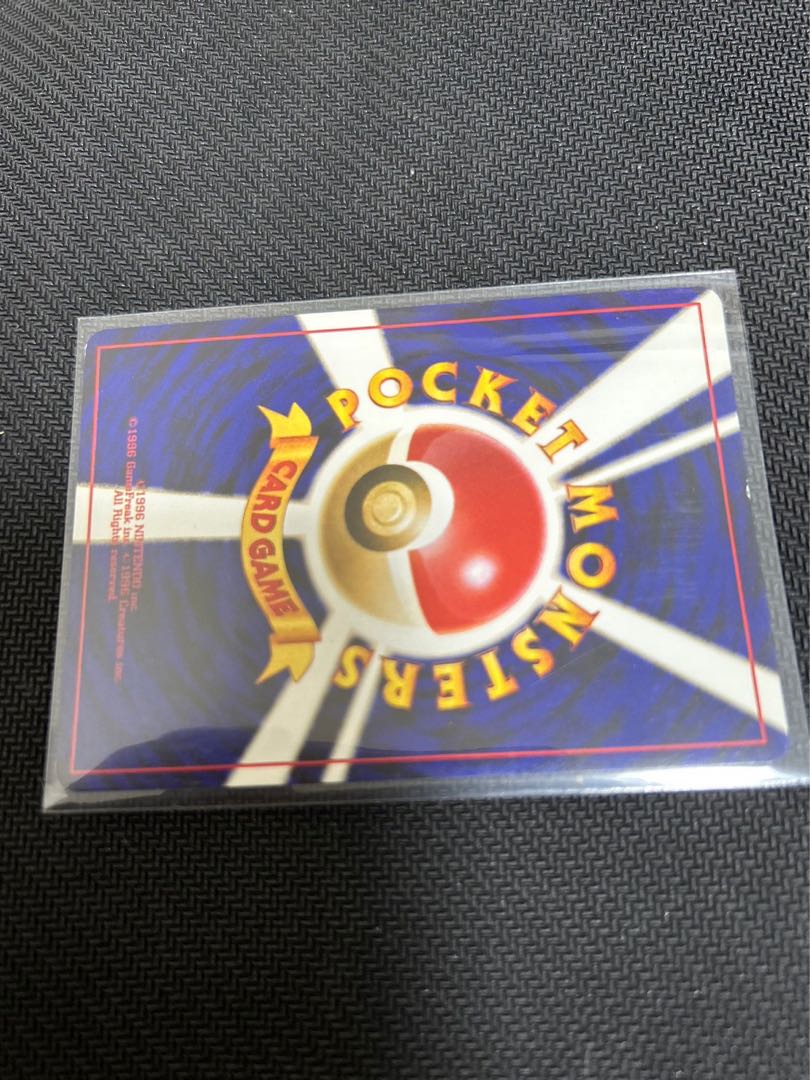 POCKET MONSTERS
CARD GAME
©1996 NINTENDO inc.
©1996 GameFreak inc. ©1996 Creatures inc.
All Rights reserved.